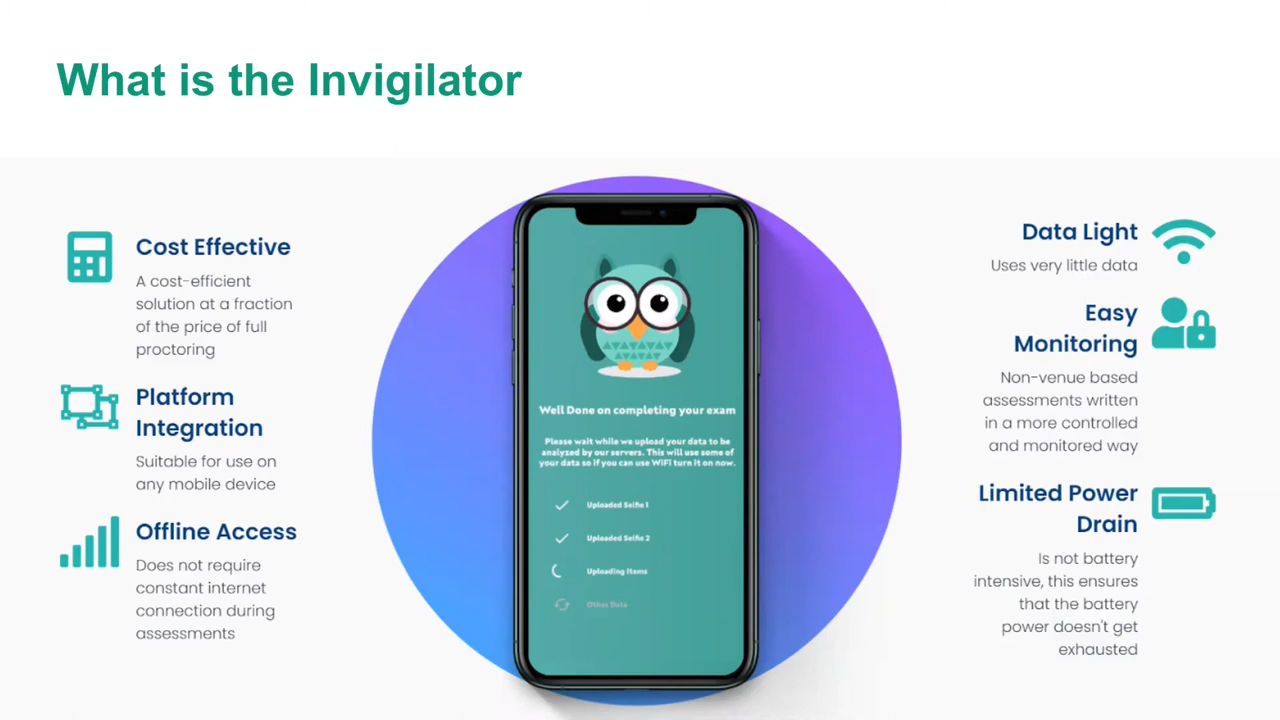 What is the Invigilator
Cost Effective
A cost-efficient
solution at a fraction
of the price of full
proctoring
Platform
Integration
Suitable for use on
any mobile device
Offline Access
Does not require
constant internet
connection during
assessments
Well Done on completing your exam
Please wait while we upload your data to be
analyzed by our servers. This will use some of
your data so if you can use WiFi turn it on now.
Uploaded Selfie 1
Uploaded Selfie 2
Uploading Items
Other Data
Data Light
Uses very little data
Easy
Monitoring
Non-venue based
assessments written
in a more controlled
and monitored way
Limited Power
Drain
Is not battery
intensive, this ensures
that the battery
power doesn't get
exhausted